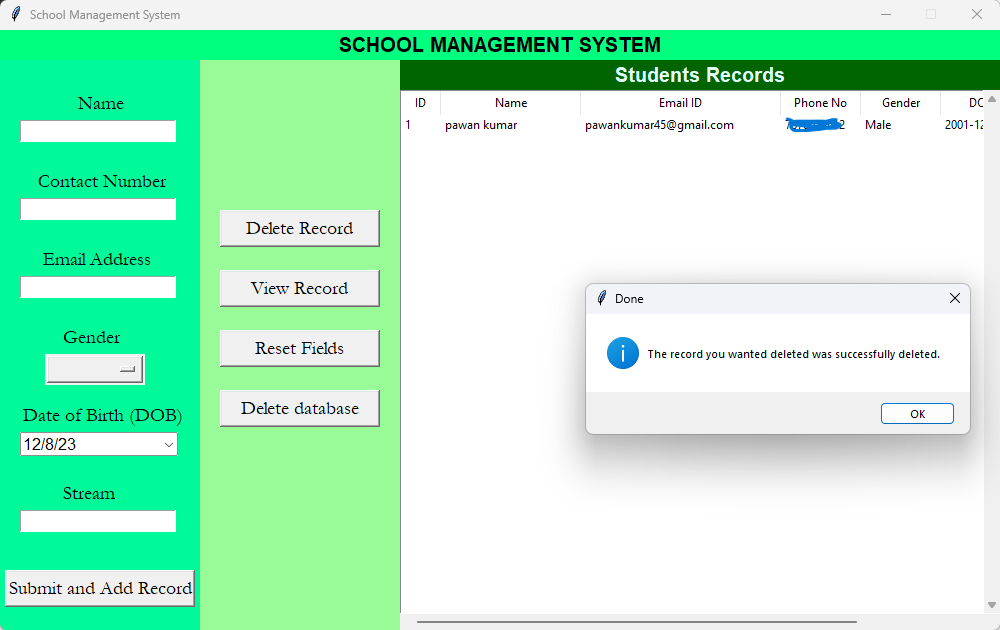 School Management System
SCHOOL MANAGEMENT SYSTEM
Name
Contact Number
Email Address
Gender
Date of Birth (DOB)
12/8/23
Stream
Submit and Add Record
Delete Record
View Record
Reset Fields
Delete database
Students Records
ID Name Email ID Phone No Gender
1 pawan kumar pawankumar45@gmail.com Male 2001-12
Done
The record you wanted deleted was successfully deleted.
OK